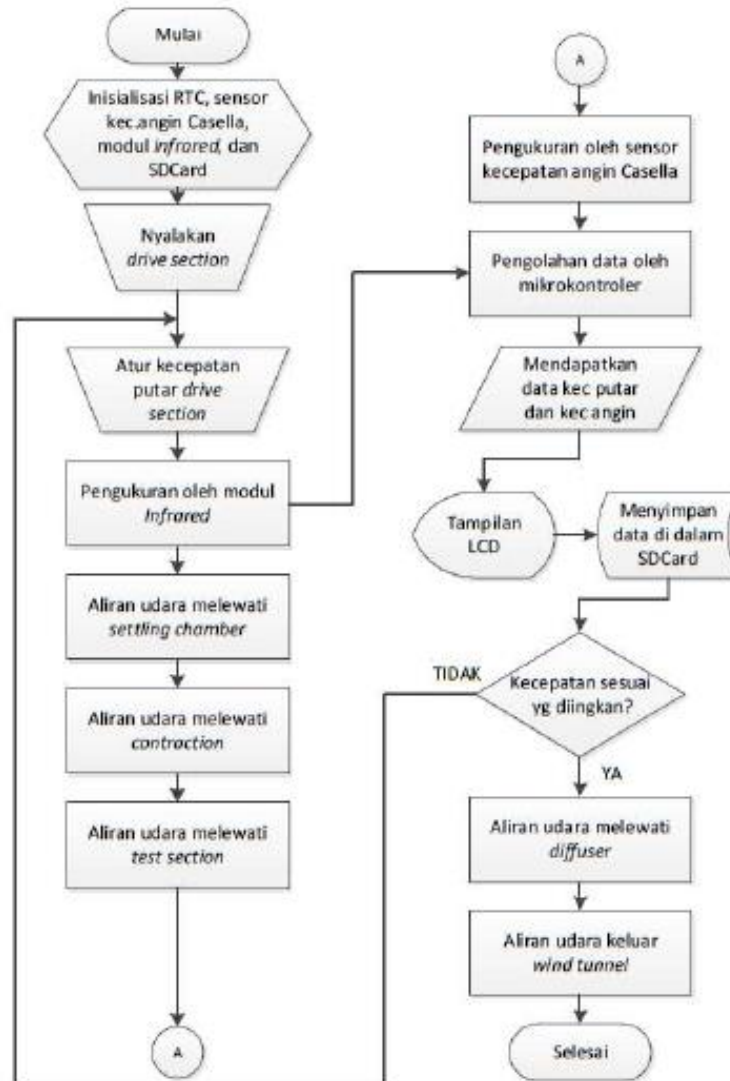 Mulai
Inisialisasi RTC, sensor
kec.angin Casella,
modul Infrared, dan
SDCard
Nyalakan
drive section
Atur kecepatan
putar drive
section
Pengukuran oleh modul
Infrared
Aliran udara melewati
settling chamber
Aliran udara melewati
contraction
Aliran udara melewati
test section
A
A
Pengukuran oleh sensor
kecepatan angin Casella
Pengolahan data oleh
mikrokontroler
Mendapatkan
data kec putar
dan kec angin
Tampilan
LCD
Menyimpan
data di dalam
SDCard
TIDAK
Kecepatan sesuai
yg diingkan?
YA
Aliran udara melewati
diffuser
Aliran udara keluar
wind tunnel
Selesai